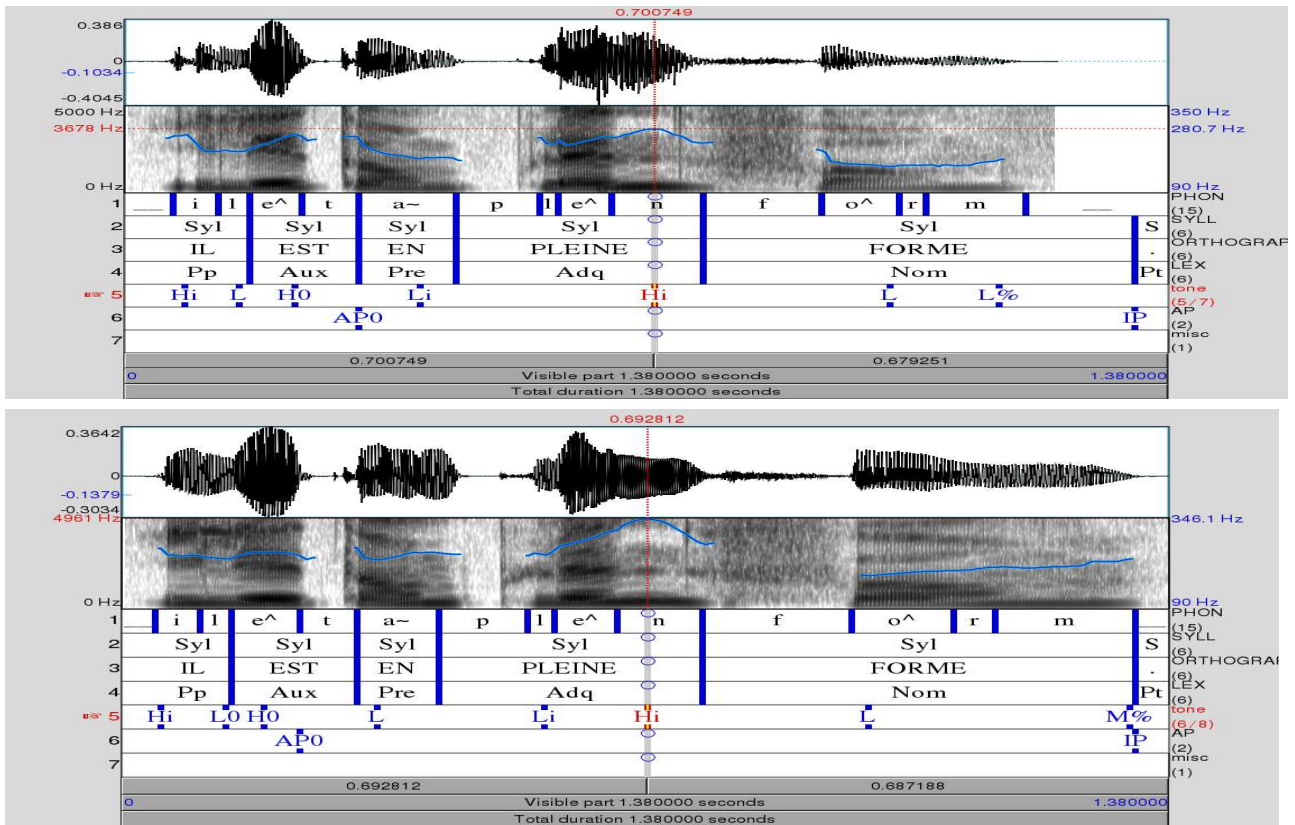 0.700749
0.386
0
-0.1034
-0.4045
5000 Hz
350 Hz
3678 Hz
280.7 Hz
0 Hz
90 Hz
1 __ i l e^ t a~ p l e^ n f o^ r m __ PHON (15)
2 Syl Syl Syl Syl Syl S SYLL (6)
3 IL EST EN PLEINE FORME . ORTHOGRAP (6)
4 Pp Aux Pre Adq Nom Pt LEX (6)
5 Hi L H0 Li Hi L L% tone (5/7)
6 AP0 IP AP (2)
7 misc (1)
0.700749 0.679251
0 Visible part 1.380000 seconds 1.380000
Total duration 1.380000 seconds
0.692812
0.3642
0
-0.1379
-0.3034
4961 Hz
346.1 Hz
0 Hz
90 Hz
1 __ i l e^ t a~ p l e^ n f o^ r m __ PHON (15)
2 Syl Syl Syl Syl Syl S SYLL (6)
3 IL EST EN PLEINE FORME . ORTHOGRAI (6)
4 Pp Aux Pre Adq Nom Pt LEX (6)
5 Hi L0 H0 L Li Hi L M% tone (6/8)
6 AP0 IP AP (2)
7 misc (1)
0.692812 0.687188
0 Visible part 1.380000 seconds 1.380000
Total duration 1.380000 seconds